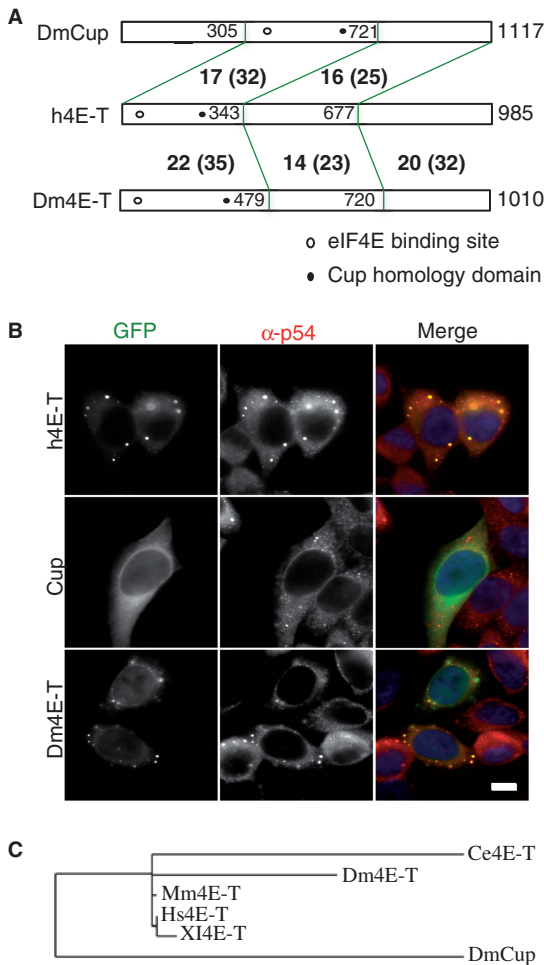 A
DmCup 305 721 1117
17 (32) 16 (25)
h4E-T 343 677 985
22 (35) 14 (23) 20 (32)
Dm4E-T 479 720 1010
eIF4E binding site
Cup homology domain
B
GFP α-p54 Merge
h4E-T
Cup
Dm4E-T
C
Ce4E-T
Dm4E-T
Mm4E-T
Hs4E-T
Xl4E-T
DmCup